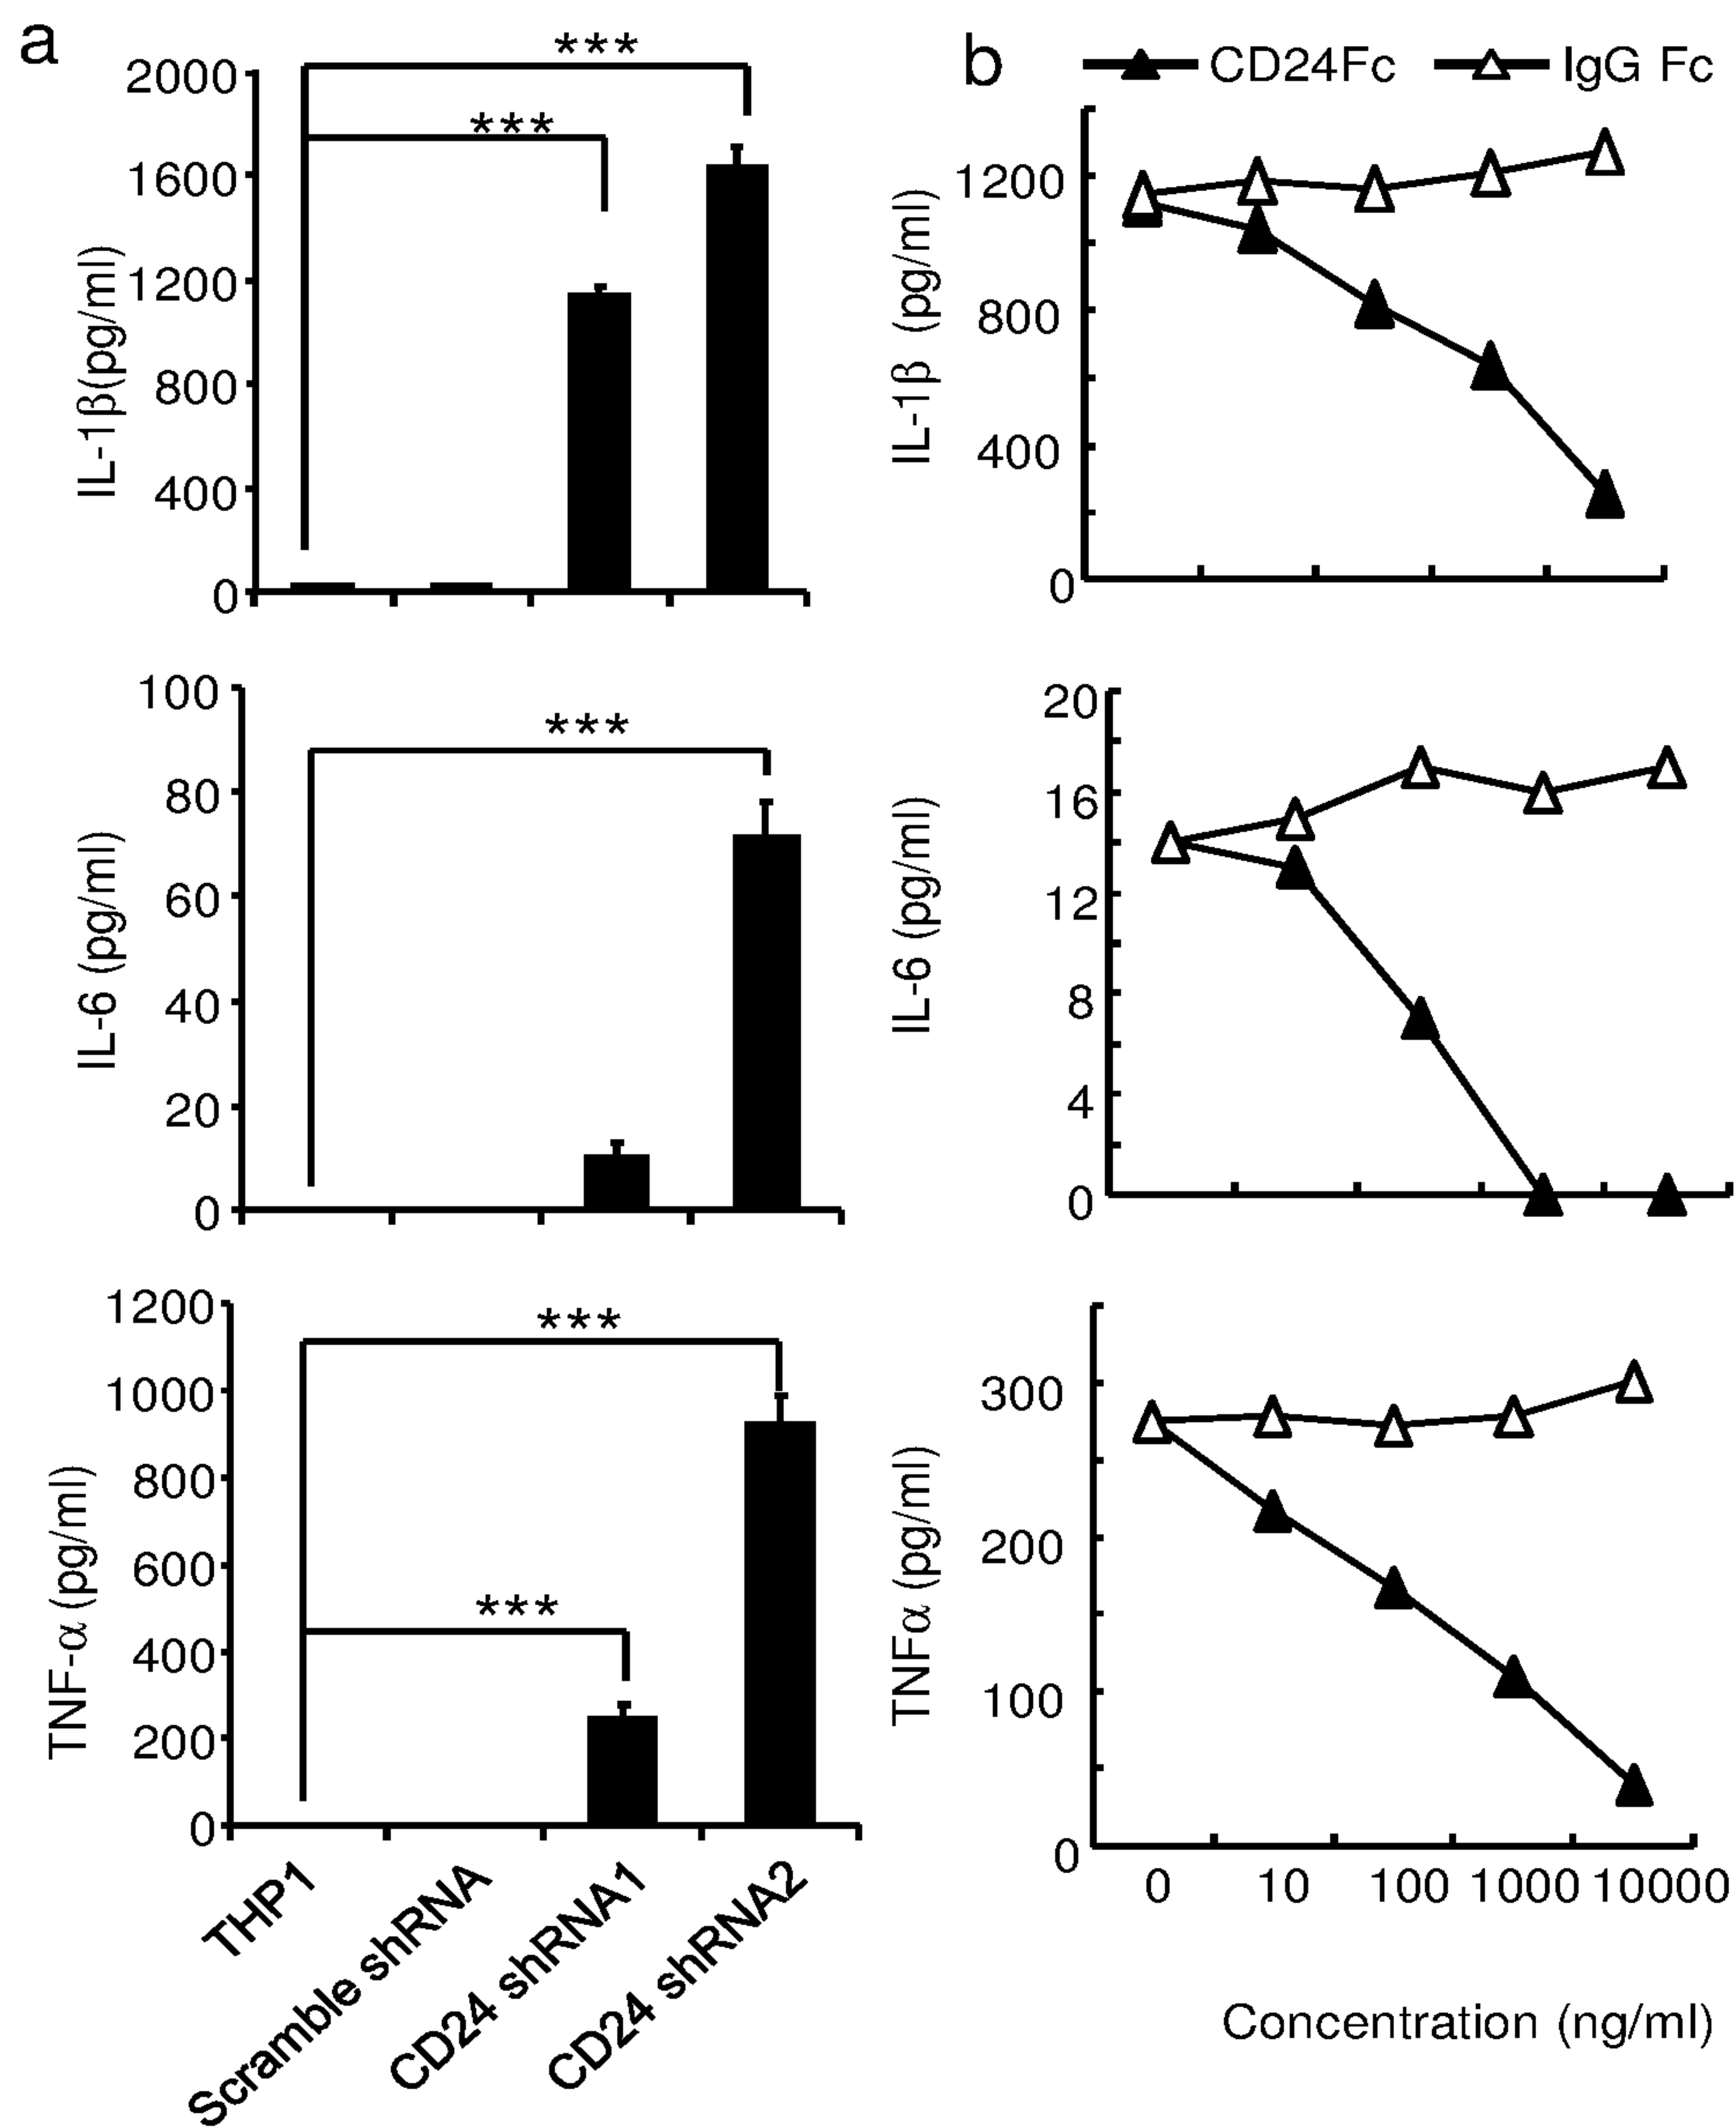 a
***
***
2000
1600
1200
800
400
0
IL-1β(pg/ml)
***
100
80
60
40
20
0
IL-6 (pg/ml)
***
***
1200
1000
800
600
400
200
0
TNF-α (pg/ml)
THP1
Scramble shRNA
CD24 shRNA1
CD24 shRNA2
b
CD24Fc IgG Fc
1200
800
400
0
IL-1β (pg/ml)
20
16
12
8
4
0
IL-6 (pg/ml)
300
200
100
0
TNFα (pg/ml)
0 10 100 1000 10000
Concentration (ng/ml)